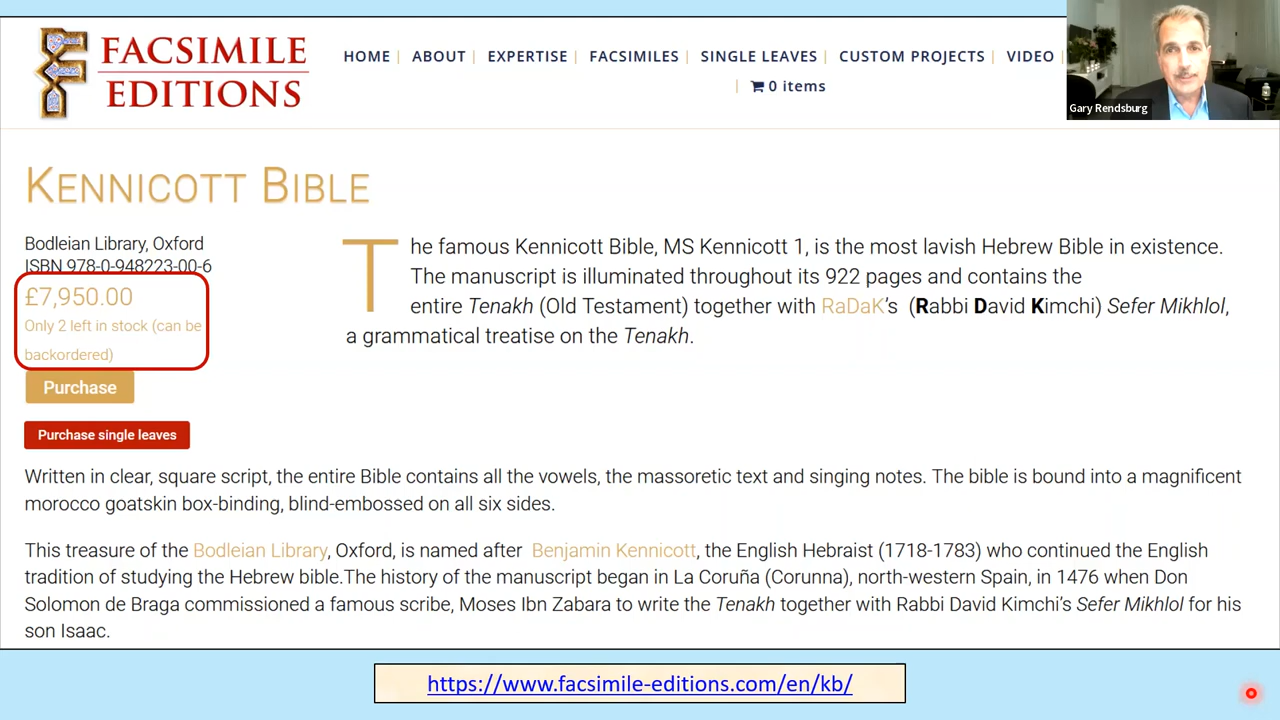 FACSIMILE
EDITIONS
HOME | ABOUT | EXPERTISE | FACSIMILES | SINGLE LEAVES | CUSTOM PROJECTS | VIDEO |
| 0 items
Gary Rendsburg
KENNICOTT BIBLE
Bodleian Library, Oxford
ISBN 978-0-948223-00-6
£7,950.00
Only 2 left in stock (can be
backordered)
Purchase
Purchase single leaves
The famous Kennicott Bible, MS Kennicott 1, is the most lavish Hebrew Bible in existence.
The manuscript is illuminated throughout its 922 pages and contains the
entire Tenakh (Old Testament) together with RaDaK's (Rabbi David Kimchi) Sefer Mikhlol,
a grammatical treatise on the Tenakh.
Written in clear, square script, the entire Bible contains all the vowels, the massoretic text and singing notes. The bible is bound into a magnificent
morocco goatskin box-binding, blind-embossed on all six sides.
This treasure of the Bodleian Library, Oxford, is named after Benjamin Kennicott, the English Hebraist (1718-1783) who continued the English
tradition of studying the Hebrew bible.The history of the manuscript began in La Coruña (Corunna), north-western Spain, in 1476 when Don
Solomon de Braga commissioned a famous scribe, Moses Ibn Zabara to write the Tenakh together with Rabbi David Kimchi's Sefer Mikhlol for his
son Isaac.
https://www.facsimile-editions.com/en/kb/